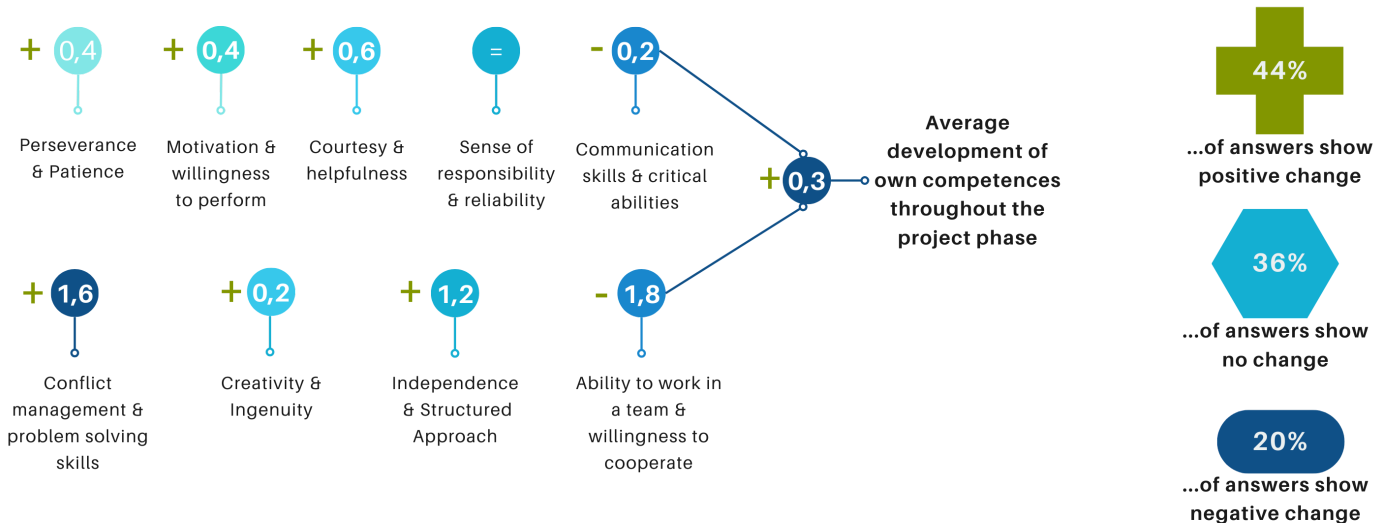 + 0,4
Perseverance
& Patience
+ 0,4
Motivation &
willingness
to perform
+ 0,6
Courtesy &
helpfulness
=
Sense of
responsibility
& reliability
- 0,2
Communication
skills & critical
abilities
+ 1,6
Conflict
management &
problem solving
skills
+ 0,2
Creativity &
Ingenuity
+ 1,2
Independence
& Structured
Approach
- 1,8
Ability to work in
a team &
willingness to
cooperate
+ 0,3
Average
development of
own competences
throughout the
project phase
44%
...of answers show
positive change
36%
...of answers show
no change
20%
...of answers show
negative change